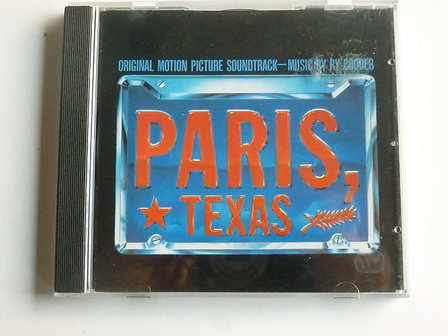 ORIGINAL MOTION PICTURE SOUNDTRACK—MUSIC BY RY COODER
PARIS,
TEXAS